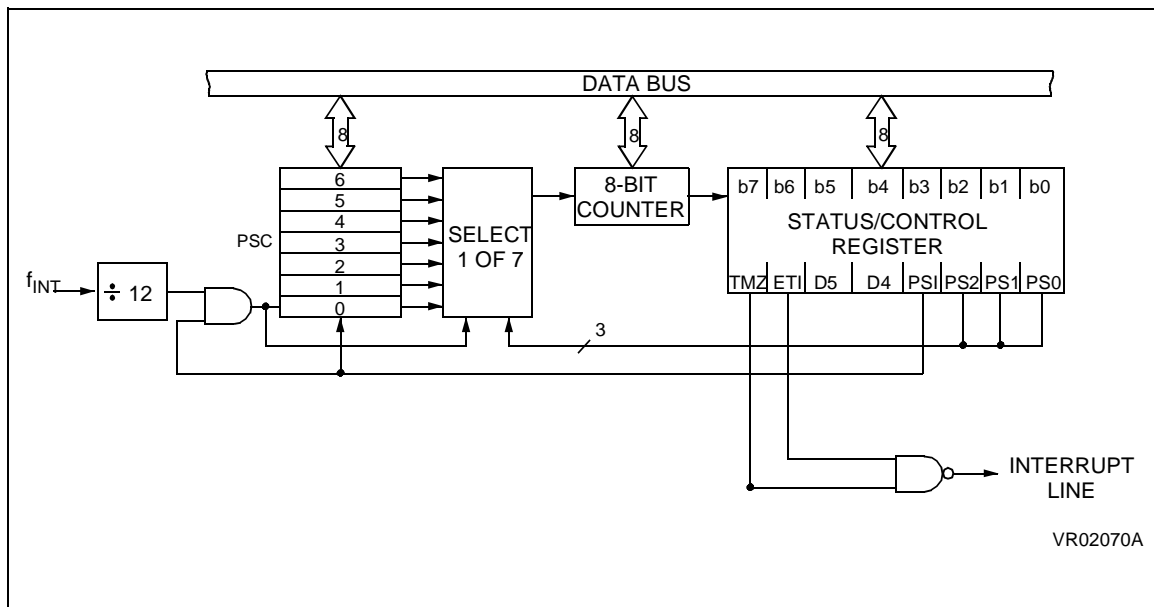 DATA BUS
8
8
8
6
5
4
3
2
1
0
PSC
SELECT
1 OF 7
8-BIT
COUNTER
b7 b6 b5 b4 b3 b2 b1 b0
STATUS/CONTROL
REGISTER
TMZ ETI D5 D4 PSI PS2 PS1 PS0
fINT
÷ 12
3
INTERRUPT
LINE
VR02070A